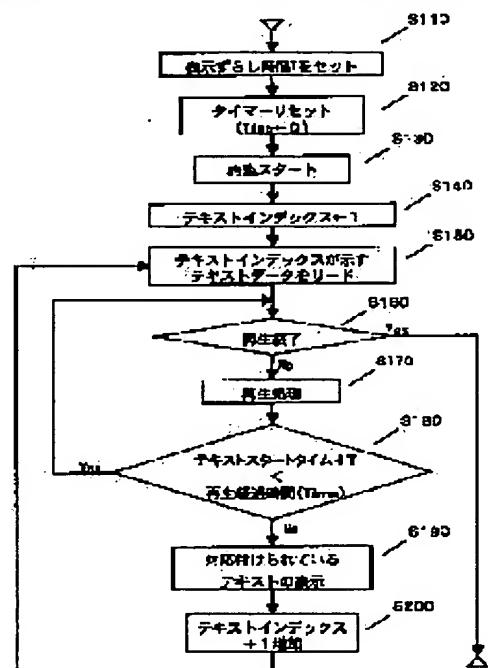 S110
表示ずらし時間Tをセット
S120
タイマーリセット
S130
スタート
S140
テキストインデックス←1
S150
テキストインデックスが示す
テキストデータをリード
S160
再生終了
Yes
No
S170
再生処理
S180
テキストスタートタイム+T
<
再生経過時間
Yes
No
S190
対応付けられている
テキストの表示
S200
テキストインデックス
+1増加